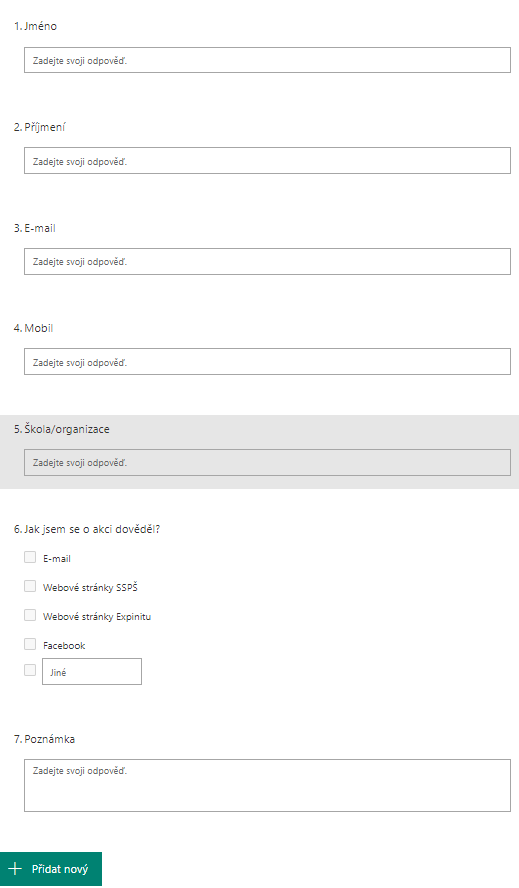 1. Jméno
Zadejte svoji odpověď.
2. Příjmení
Zadejte svoji odpověď.
3. E-mail
Zadejte svoji odpověď.
4. Mobil
Zadejte svoji odpověď.
5. Škola/organizace
Zadejte svoji odpověď.
6. Jak jsem se o akci dověděl?
E-mail
Webové stránky SSPŠ
Webové stránky Expinitu
Facebook
Jiné
7. Poznámka
Zadejte svoji odpověď.
Přidat nový